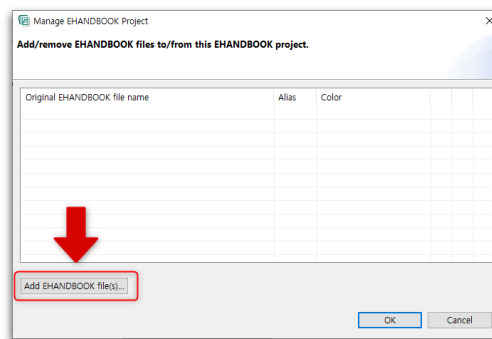 Manage EHANDBOOK Project
Add/remove EHANDBOOK files to/from this EHANDBOOK project.
Original EHANDBOOK file name Alias Color
Add EHANDBOOK file(s)...
OK Cancel